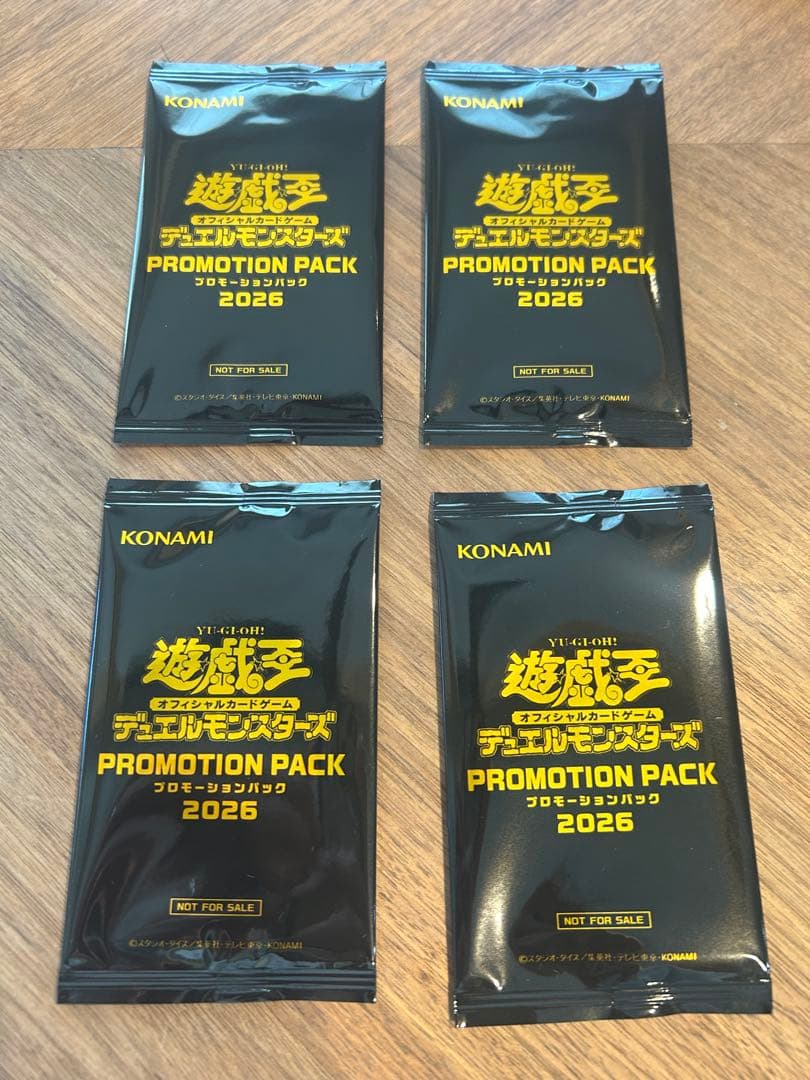 KONAMI
YU-GI-OH!
遊戯王
オフィシャルカードゲーム
デュエルモンスターズ
PROMOTION PACK
プロモーションパック
2026
NOT FOR SALE
©スタジオ・ダイス/集英社・テレビ東京・KONAMI
KONAMI
YU-GI-OH!
遊戯王
オフィシャルカードゲーム
デュエルモンスターズ
PROMOTION PACK
プロモーションパック
2026
NOT FOR SALE
©スタジオ・ダイス/集英社・テレビ東京・KONAMI
KONAMI
YU-GI-OH!
遊戯王
オフィシャルカードゲーム
デュエルモンスターズ
PROMOTION PACK
プロモーションパック
2026
NOT FOR SALE
©スタジオ・ダイス/集英社・テレビ東京・KONAMI
KONAMI
YU-GI-OH!
遊戯王
オフィシャルカードゲーム
デュエルモンスターズ
PROMOTION PACK
プロモーションパック
2026
NOT FOR SALE
©スタジオ・ダイス/集英社・テレビ東京・KONAMI